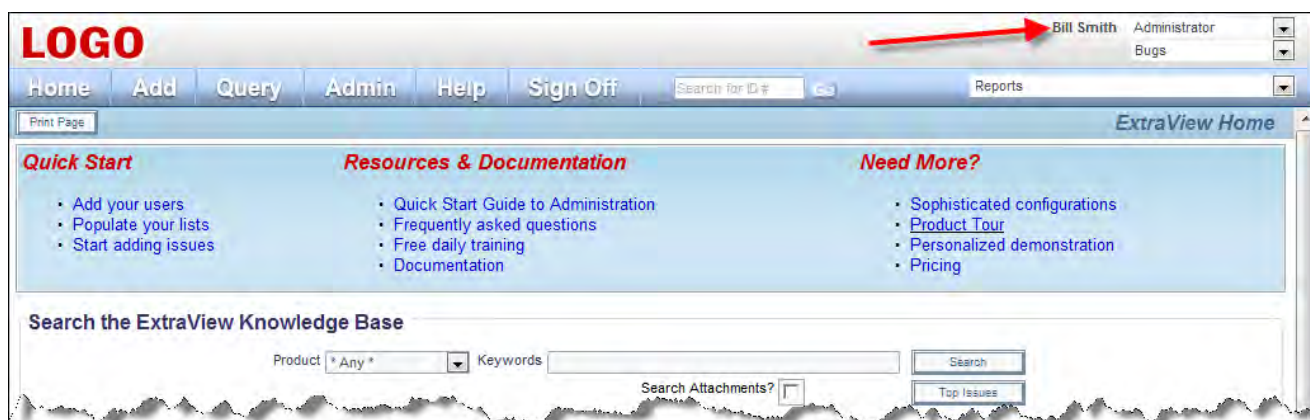 LOGO
Bill Smith Administrator
Bugs
Home Add Query Admin Help Sign Off Search for ID # Go Reports
Print Page ExtraView Home
Quick Start Resources & Documentation Need More?
· Add your users · Quick Start Guide to Administration · Sophisticated configurations
· Populate your lists · Frequently asked questions · Product Tour
· Start adding issues · Free daily training · Personalized demonstration
· Documentation · Pricing
Search the ExtraView Knowledge Base
Product * Any * Keywords Search
Search Attachments? Top Issues